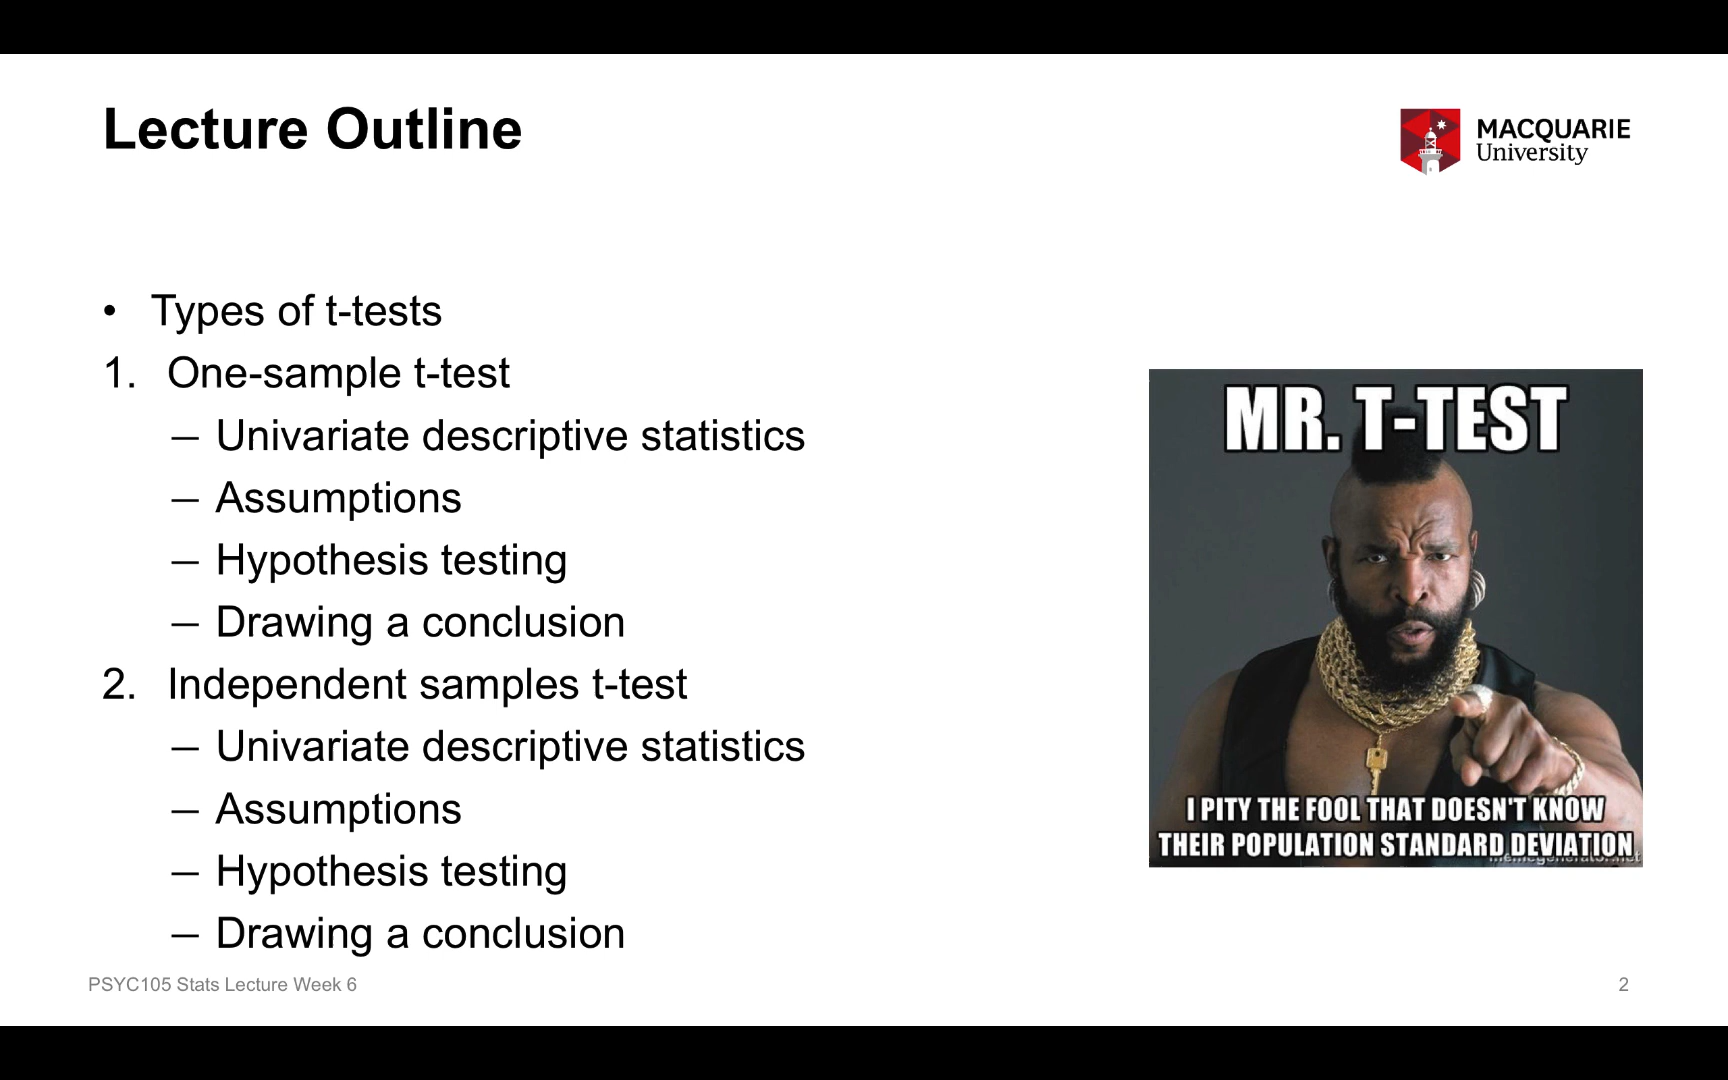 Lecture Outline
MACQUARIE
University
• Types of t-tests
1. One-sample t-test
– Univariate descriptive statistics
– Assumptions
– Hypothesis testing
– Drawing a conclusion
2. Independent samples t-test
– Univariate descriptive statistics
– Assumptions
– Hypothesis testing
– Drawing a conclusion
MR. T-TEST
I PITY THE FOOL THAT DOESN'T KNOW
THEIR POPULATION STANDARD DEVIATION
memegenerator.net
PSYC105 Stats Lecture Week 6
2